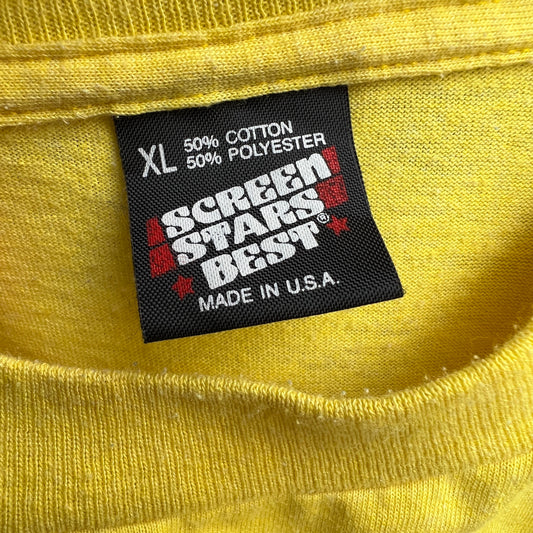 XL 50% COTTON
50% POLYESTER
SCREEN
STARS
BEST®
MADE IN U.S.A.